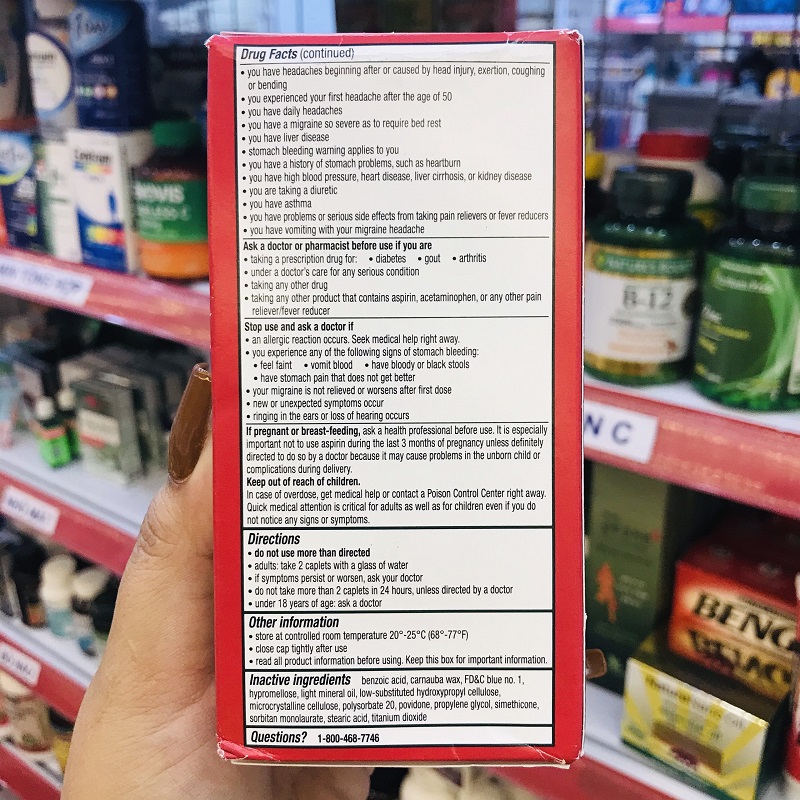 Drug Facts (continued)
• you have headaches beginning after or caused by head injury, exertion, coughing
or bending
• you experienced your first headache after the age of 50
• you have daily headaches
• you have a migraine so severe as to require bed rest
• you have liver disease
• stomach bleeding warning applies to you
• you have a history of stomach problems, such as heartburn
• you have high blood pressure, heart disease, liver cirrhosis, or kidney disease
• you are taking a diuretic
• you have asthma
• you have problems or serious side effects from taking pain relievers or fever reducers
• you have vomiting with your migraine headache
Ask a doctor or pharmacist before use if you are
• taking a prescription drug for: • diabetes • gout • arthritis
• under a doctor's care for any serious condition
• taking any other drug
• taking any other product that contains aspirin, acetaminophen, or any other pain
reliever/fever reducer
Stop use and ask a doctor if
• an allergic reaction occurs. Seek medical help right away.
• you experience any of the following signs of stomach bleeding:
• feel faint • vomit blood • have bloody or black stools
• have stomach pain that does not get better
• your migraine is not relieved or worsens after first dose
• new or unexpected symptoms occur
• ringing in the ears or loss of hearing occurs
If pregnant or breast-feeding, ask a health professional before use. It is especially
important not to use aspirin during the last 3 months of pregnancy unless definitely
directed to do so by a doctor because it may cause problems in the unborn child or
complications during delivery.
Keep out of reach of children.
In case of overdose, get medical help or contact a Poison Control Center right away.
Quick medical attention is critical for adults as well as for children even if you do
not notice any signs or symptoms.
Directions
• do not use more than directed
• adults: take 2 caplets with a glass of water
• if symptoms persist or worsen, ask your doctor
• do not take more than 2 caplets in 24 hours, unless directed by a doctor
• under 18 years of age: ask a doctor
Other information
• store at controlled room temperature 20°-25°C (68°-77°F)
• close cap tightly after use
• read all product information before using. Keep this box for important information.
Inactive ingredients benzoic acid, carnauba wax, FD&C blue no. 1,
hypromellose, light mineral oil, low-substituted hydroxypropyl cellulose,
microcrystalline cellulose, polysorbate 20, povidone, propylene glycol, simethicone,
sorbitan monolaurate, stearic acid, titanium dioxide
Questions? 1-800-468-7746
B-12
N C
BENG